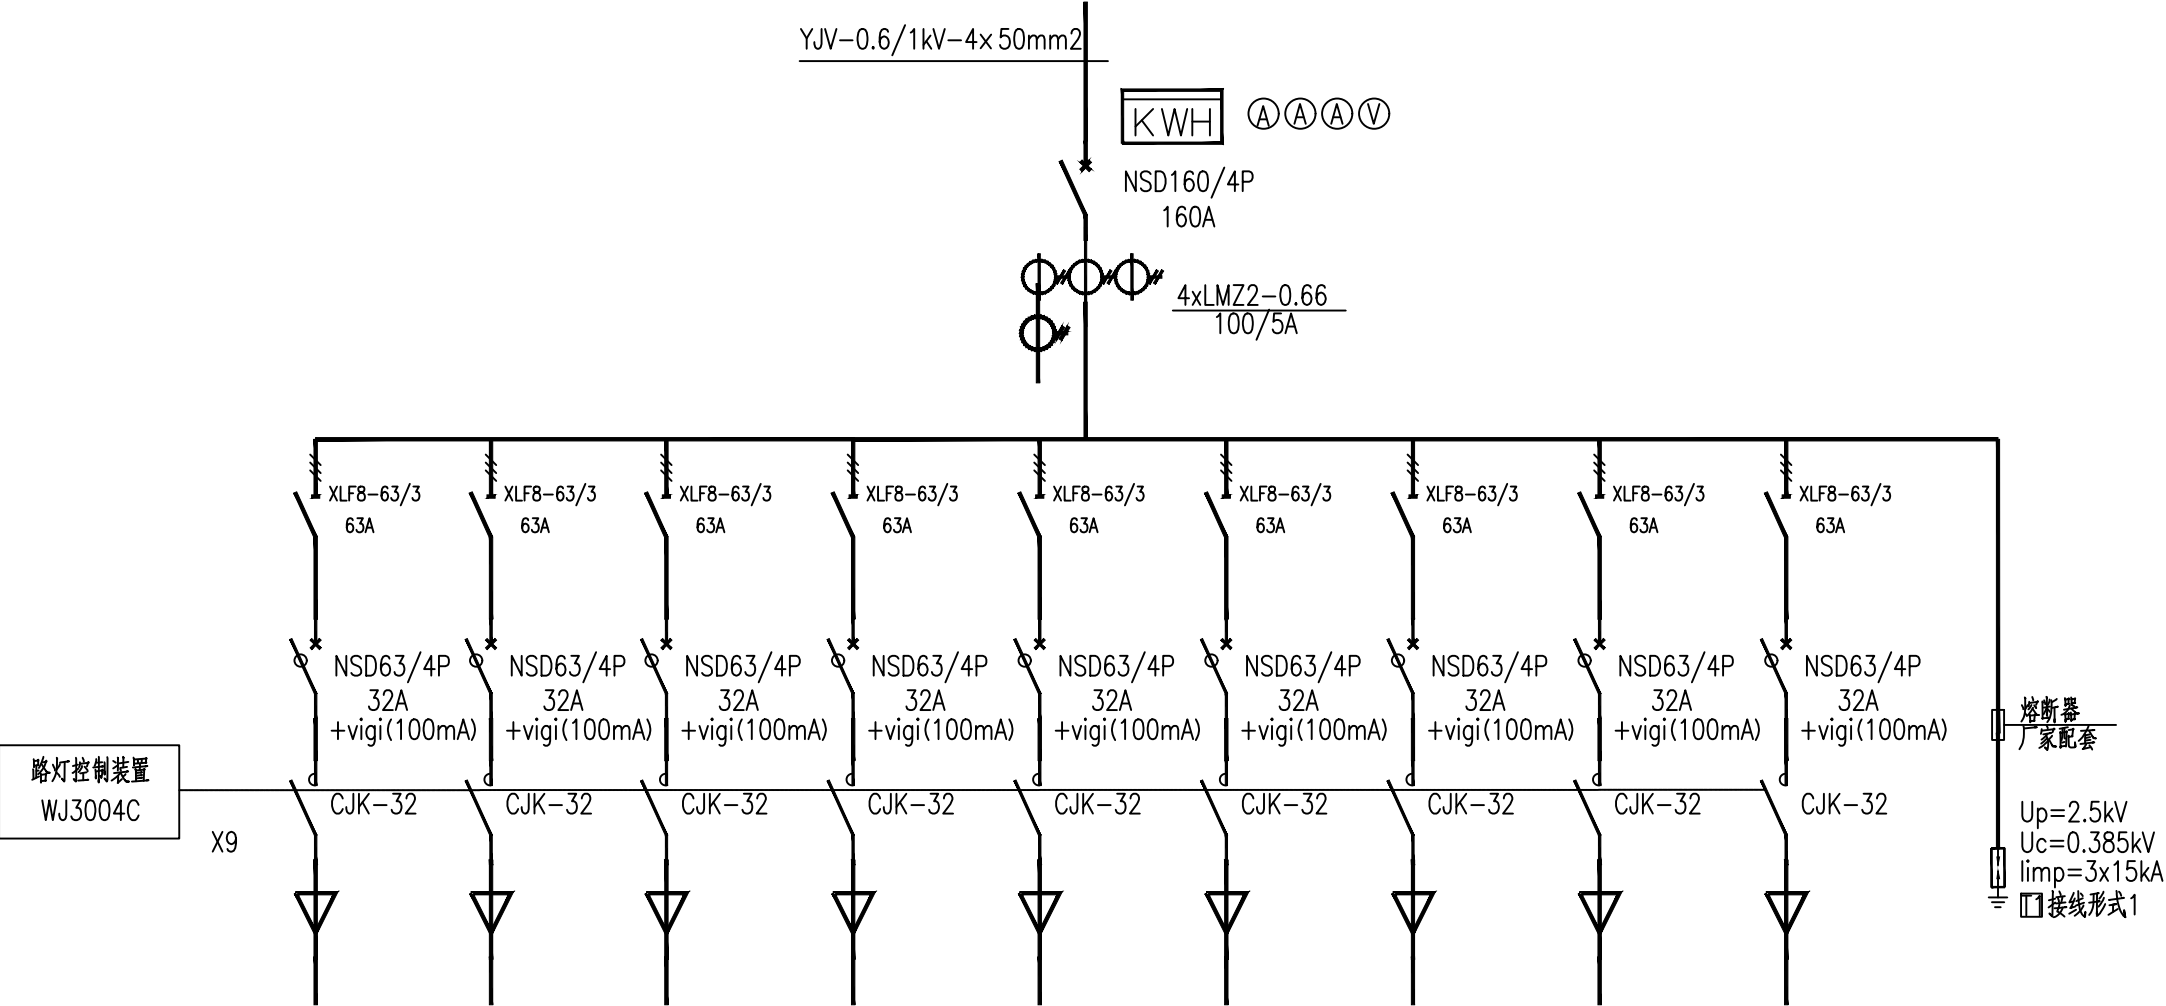 YJV-0.6/1kV-4x50mm2
KWH
A A A V
NSD160/4P
160A
4xLMZ2-0.66
100/5A
XLF8-63/3 XLF8-63/3 XLF8-63/3 XLF8-63/3 XLF8-63/3 XLF8-63/3 XLF8-63/3 XLF8-63/3 XLF8-63/3
63A 63A 63A 63A 63A 63A 63A 63A 63A
NSD63/4P NSD63/4P NSD63/4P NSD63/4P NSD63/4P NSD63/4P NSD63/4P NSD63/4P NSD63/4P
32A 32A 32A 32A 32A 32A 32A 32A 32A
+vigi(100mA) +vigi(100mA) +vigi(100mA) +vigi(100mA) +vigi(100mA) +vigi(100mA) +vigi(100mA) +vigi(100mA) +vigi(100mA)
熔断器
厂家配套
路灯控制装置
WJ3004C
X9
CJK-32 CJK-32 CJK-32 CJK-32 CJK-32 CJK-32 CJK-32 CJK-32 CJK-32
Up=2.5kV
Uc=0.385kV
Iimp=3x15kA
T1接线形式1